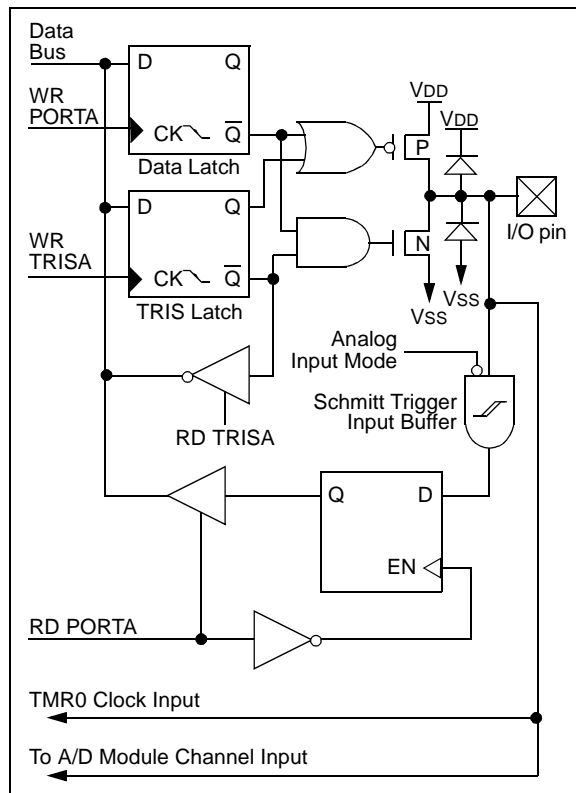 Data
Bus
D
Q
VDD
WR
PORTA
CK
Q
P
VDD
Data Latch
D
Q
I/O pin
WR
TRISA
CK
Q
N
TRIS Latch
VSS
VSS
Analog
Input Mode
Schmitt Trigger
Input Buffer
RD TRISA
Q
D
EN
RD PORTA
TMR0 Clock Input
To A/D Module Channel Input